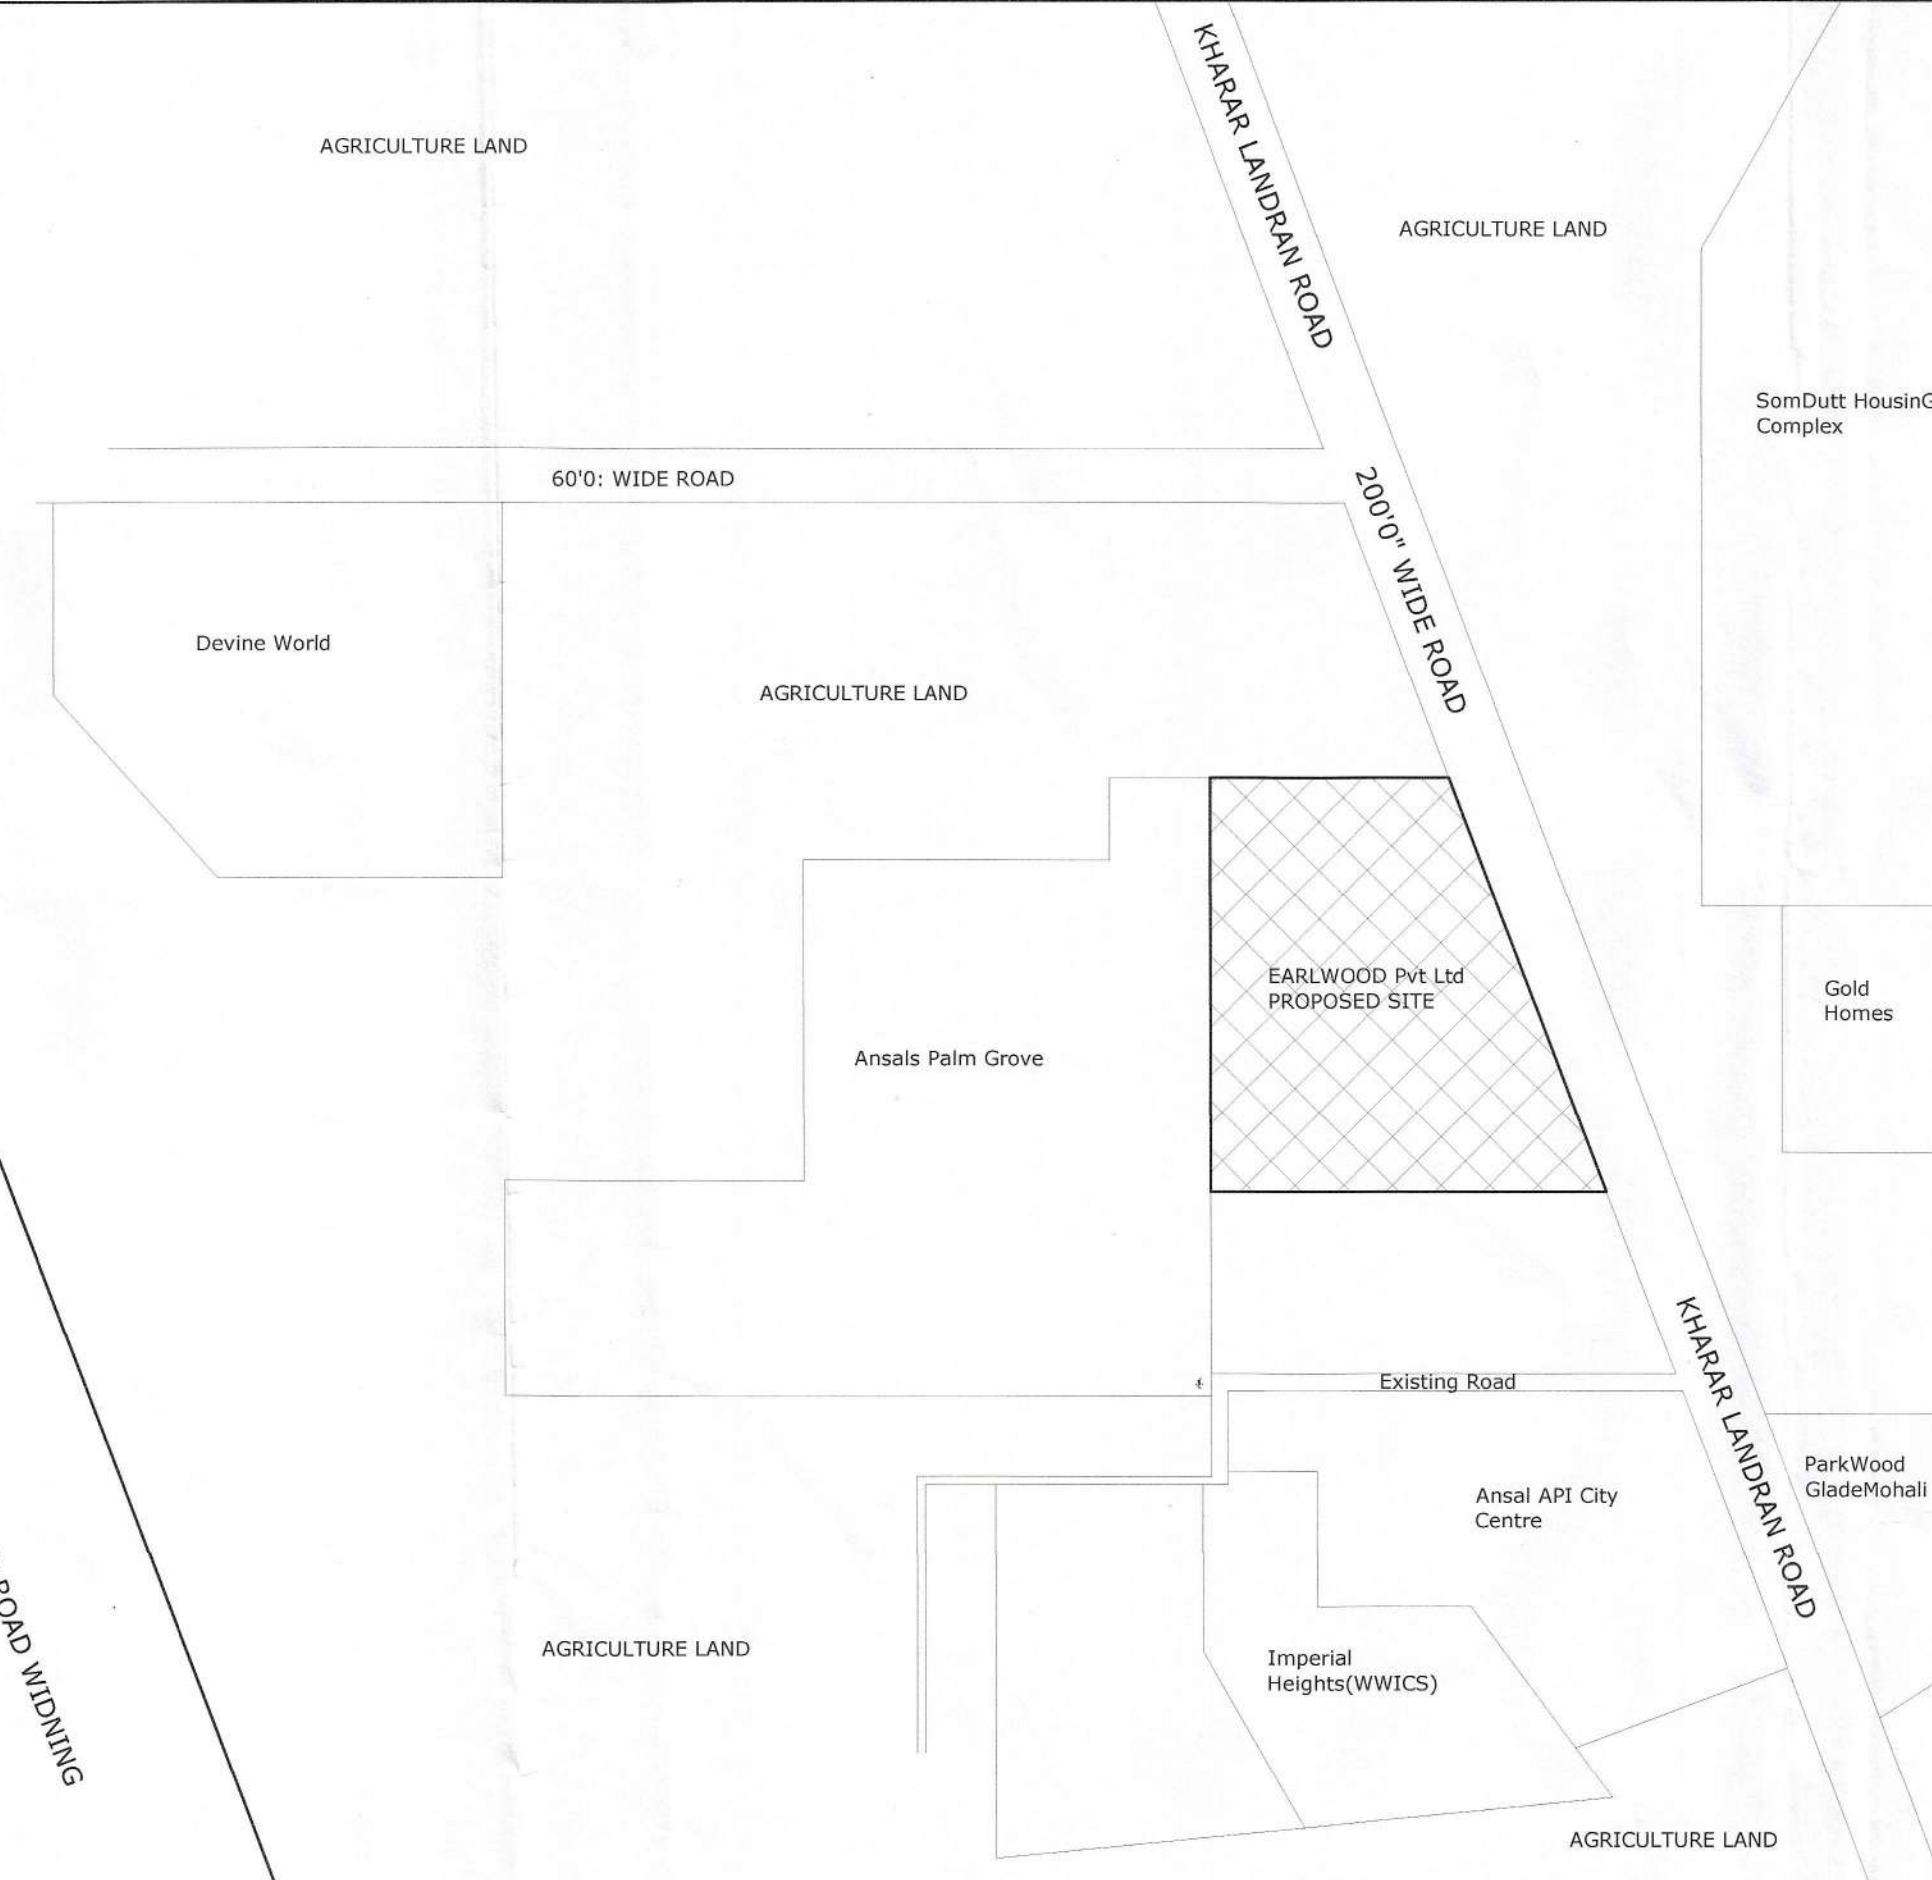 KHARAR LANDRAN ROAD
AGRICULTURE LAND
AGRICULTURE LAND
SomDutt HousinG
Complex
60'0: WIDE ROAD
200'0" WIDE ROAD
Devine World
AGRICULTURE LAND
EARLWOOD Pvt Ltd
PROPOSED SITE
Gold
Homes
Ansals Palm Grove
KHARAR LANDRAN ROAD
Existing Road
ParkWood
GladeMohali
Ansal API City
Centre
ROAD WIDNING
AGRICULTURE LAND
Imperial
Heights(WWICS)
AGRICULTURE LAND